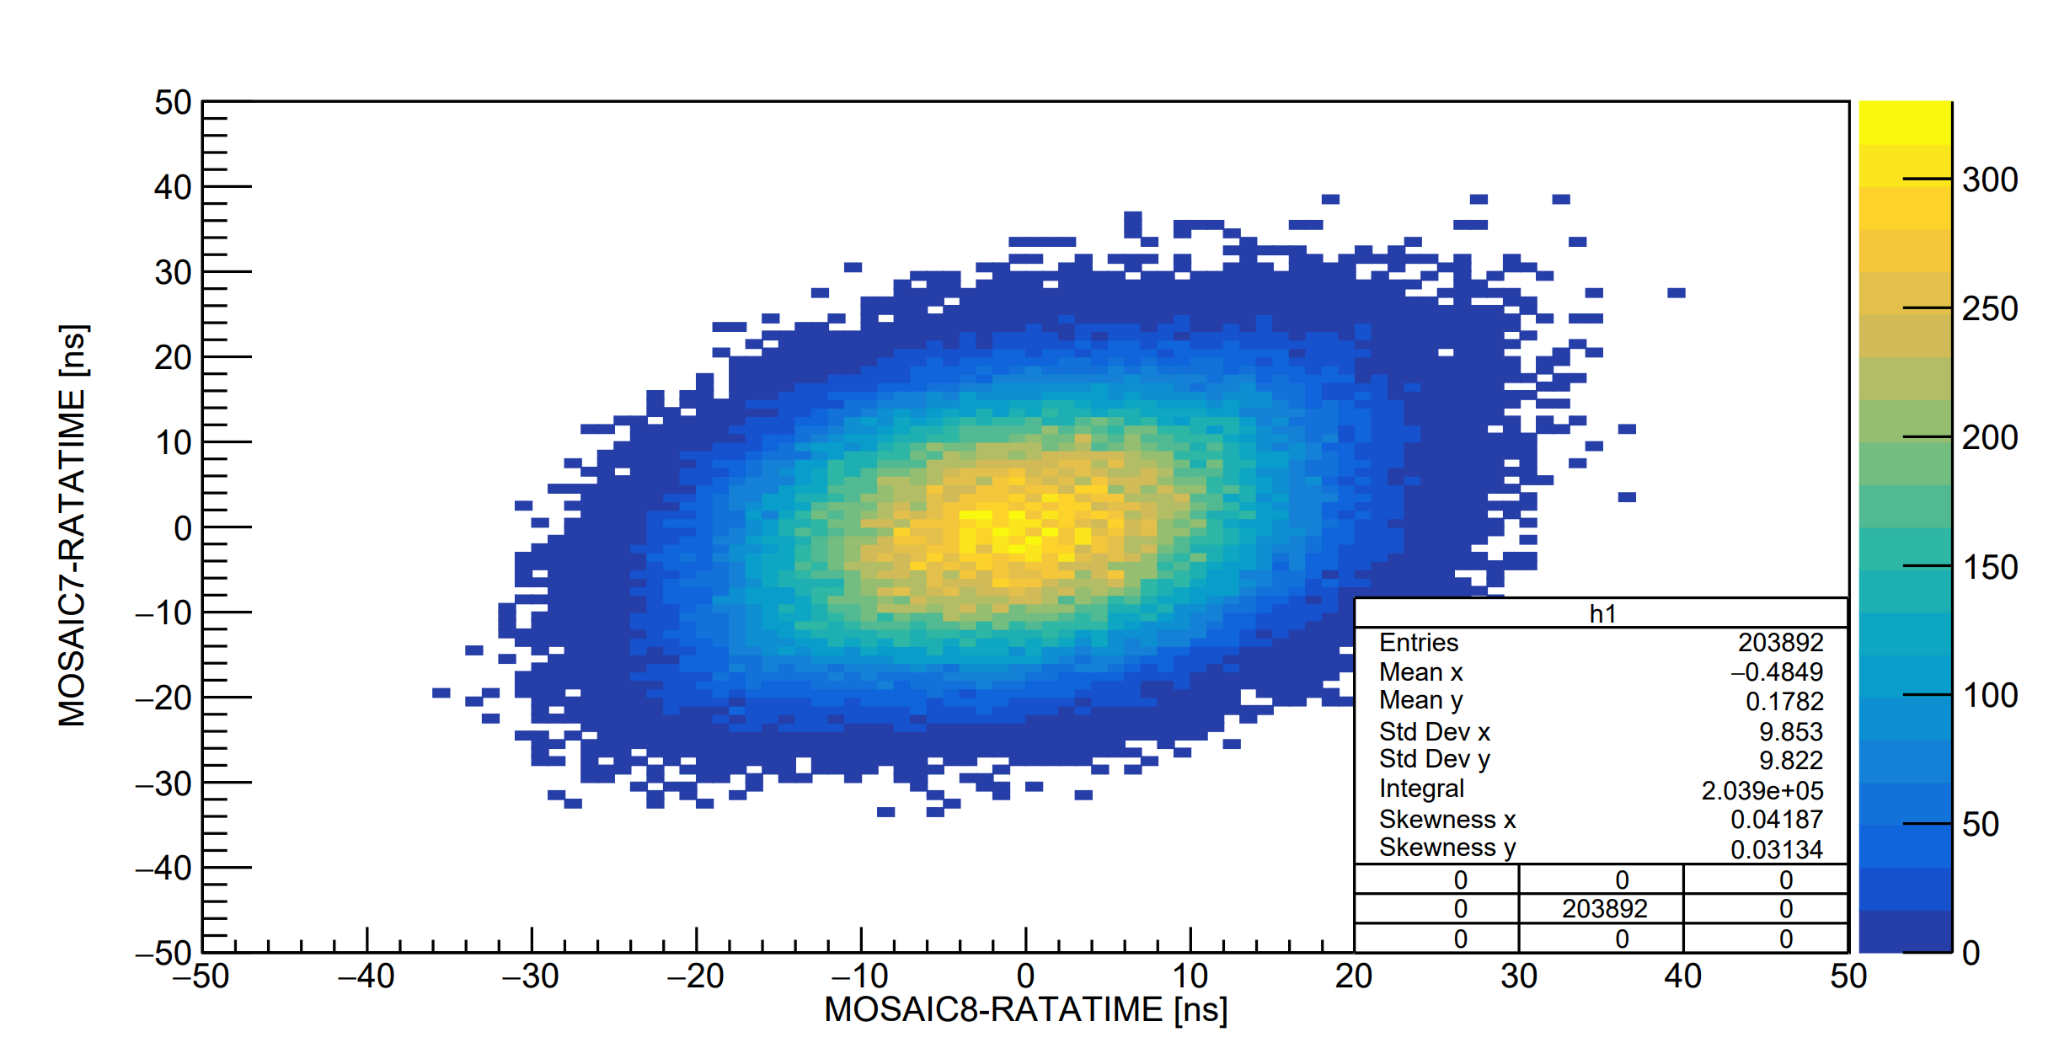 50
40
30
20
10
0
−10
−20
−30
−40
−50
MOSAIC7-RATATIME [ns]
−50 −40 −30 −20 −10 0 10 20 30 40 50
MOSAIC8-RATATIME [ns]
300
250
200
150
100
50
0
h1
Entries 203892
Mean x −0.4849
Mean y 0.1782
Std Dev x 9.853
Std Dev y 9.822
Integral 2.039e+05
Skewness x 0.04187
Skewness y 0.03134
0 0 0
0 203892 0
0 0 0